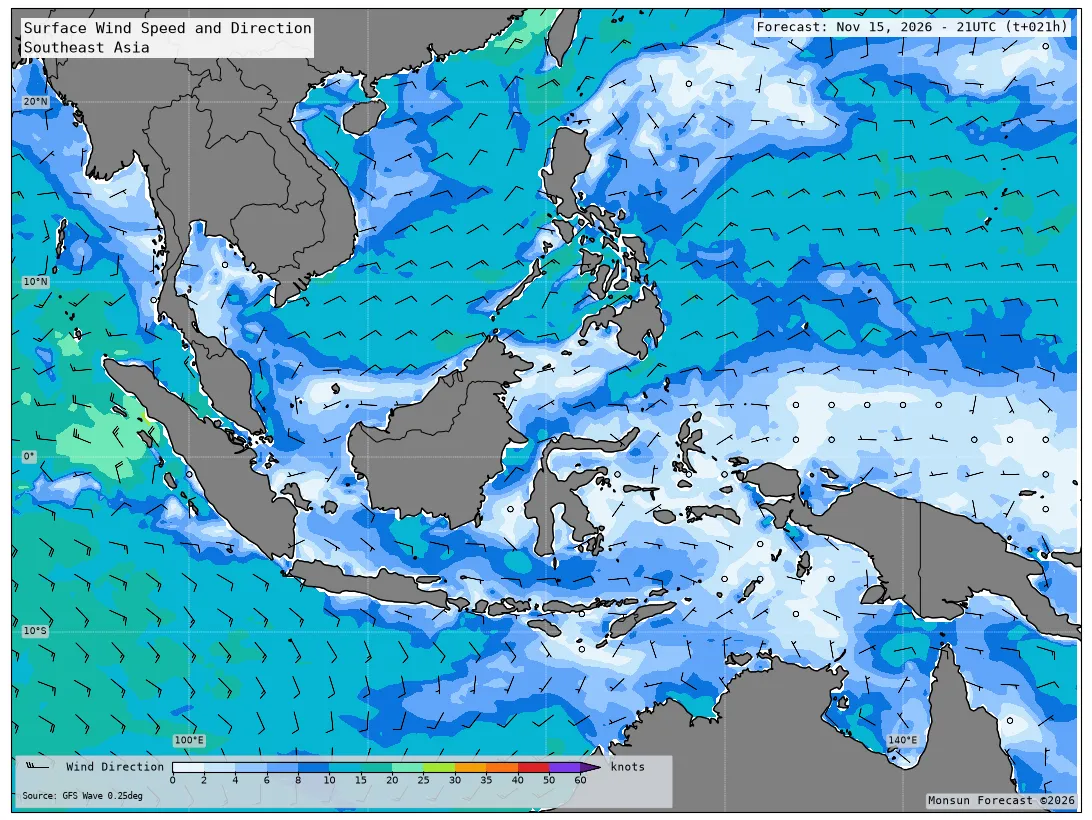 Surface Wind Speed and Direction
Southeast Asia
Forecast: Nov 15, 2026 - 21UTC (t+021h)
20°N
10°N
0°
10°S
100°E
140°E
Wind Direction
0 2 4 6 8 10 15 20 25 30 35 40 50 60
knots
Source: GFS Wave 0.25deg
Monsun Forecast ©2026